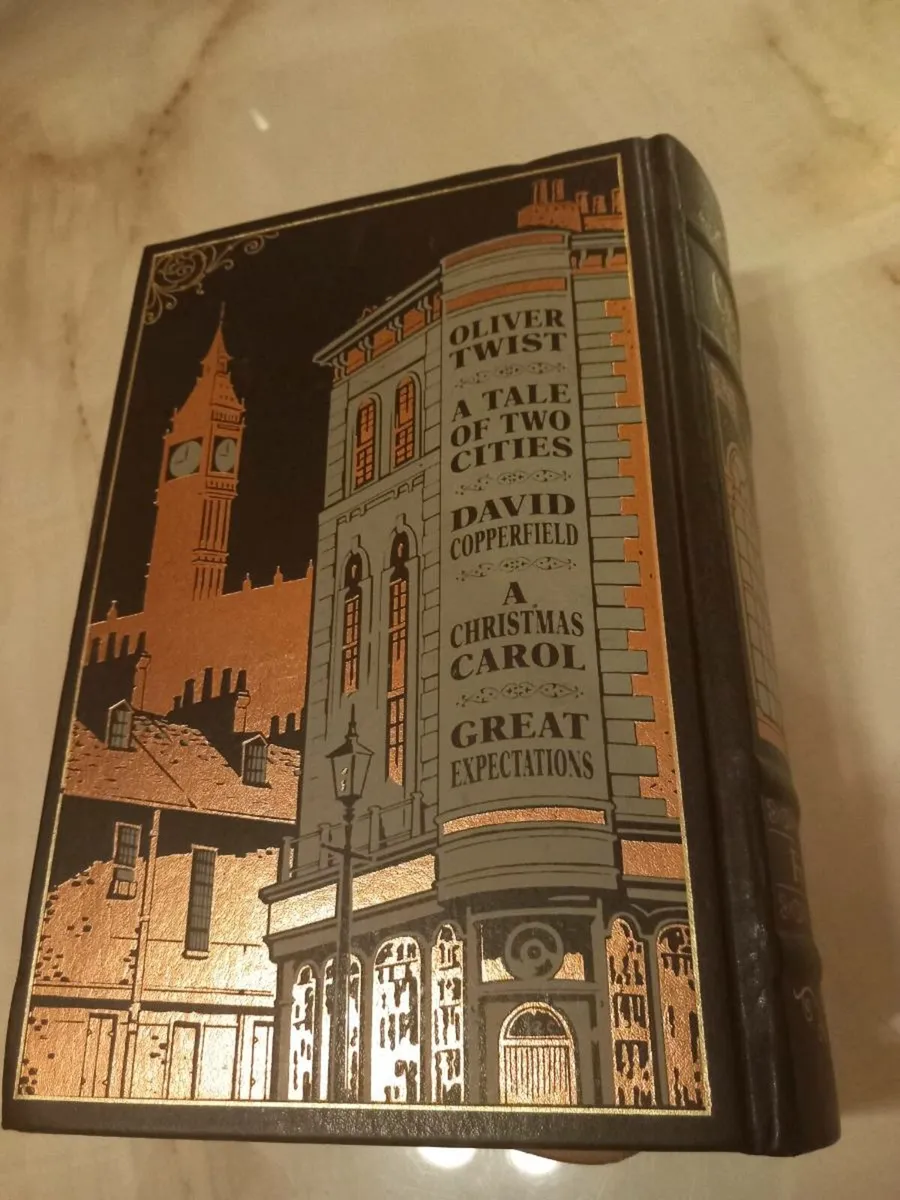 OLIVER
TWIST
A TALE
OF TWO
CITIES
DAVID
COPPERFIELD
A
CHRISTMAS
CAROL
GREAT
EXPECTATIONS